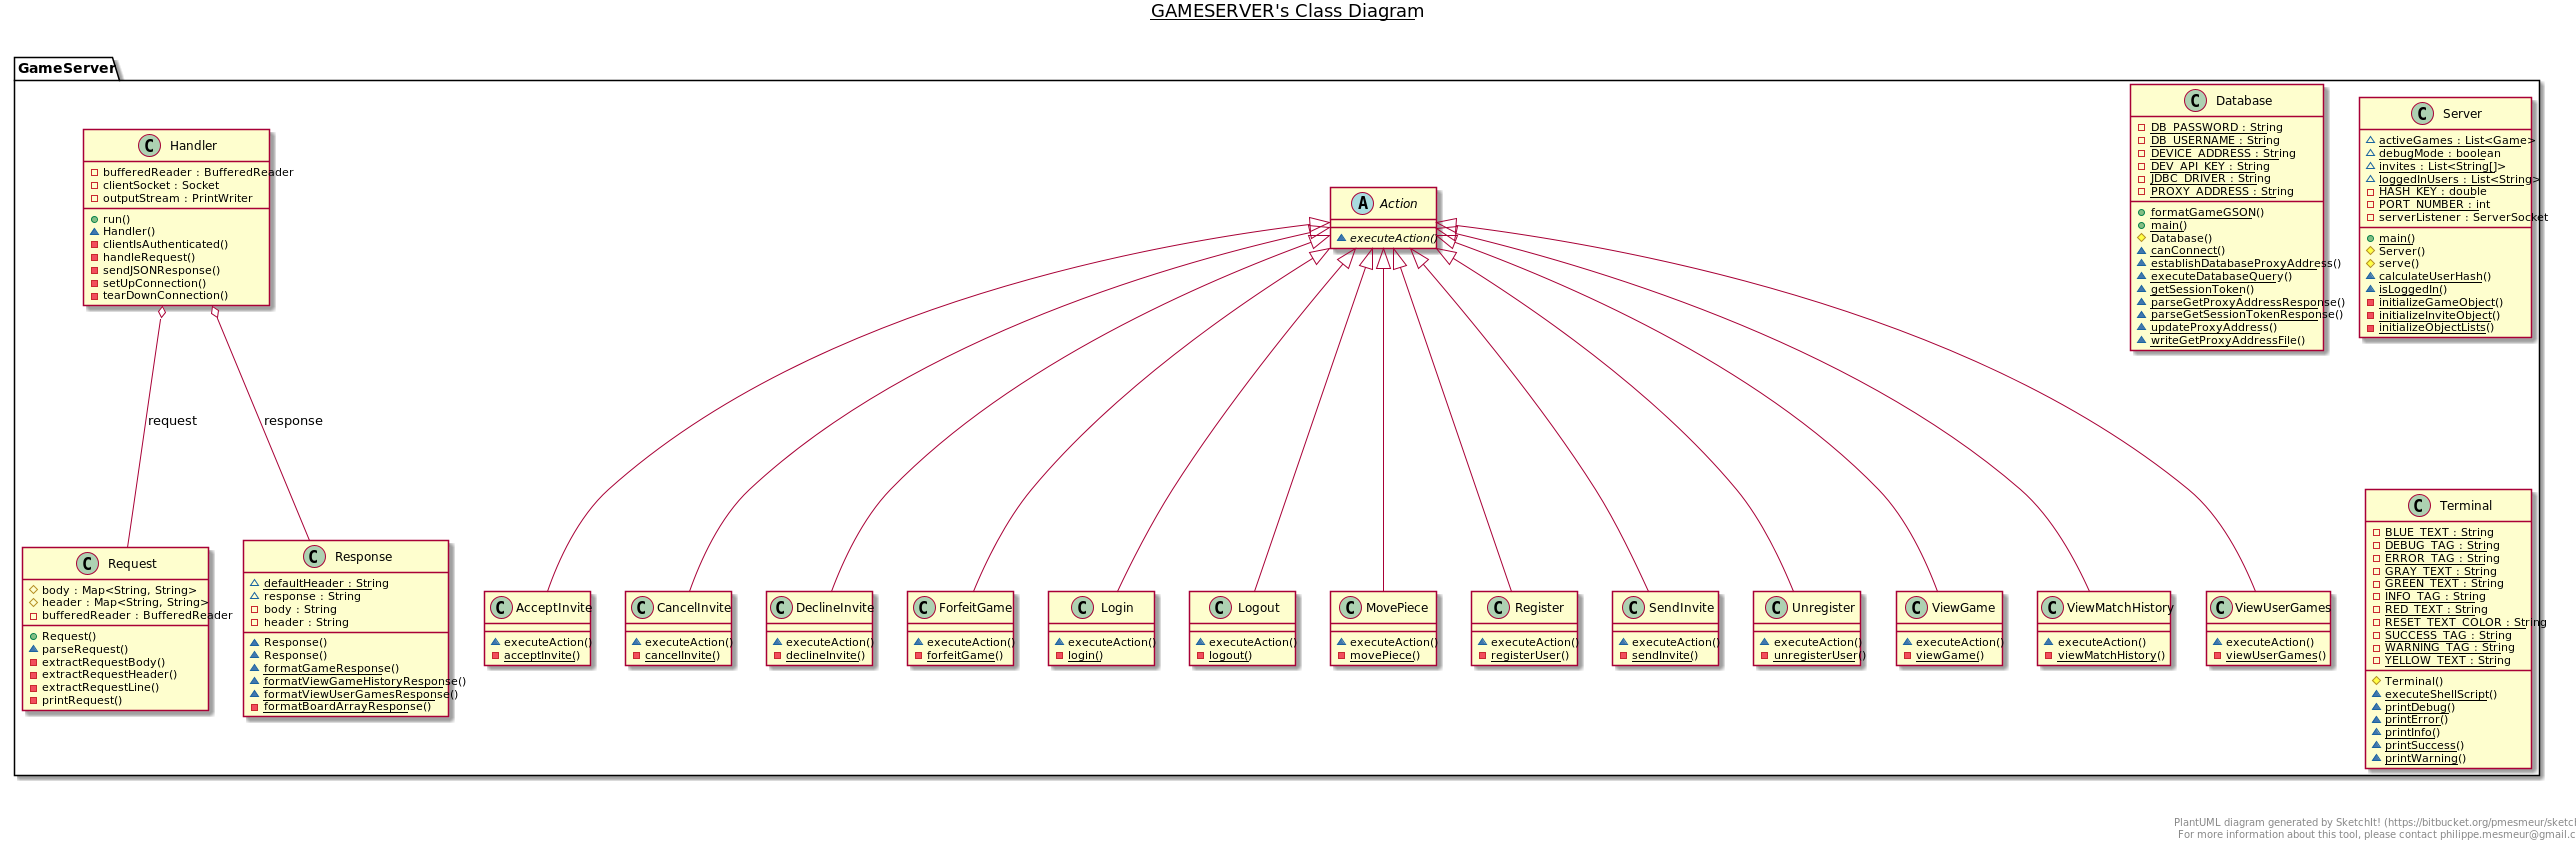 GAMESERVER's Class Diagram
GameServer
C Handler
bufferedReader : BufferedReader
clientSocket : Socket
outputStream : PrintWriter
run()
Handler()
clientIsAuthenticated()
handleRequest()
sendJSONResponse()
setUpConnection()
tearDownConnection()
A Action
executeAction()
C Database
DB_PASSWORD : String
DB_USERNAME : String
DEVICE_ADDRESS : String
DEV_API_KEY : String
JDBC_DRIVER : String
PROXY_ADDRESS : String
formatGameGSON()
main()
Database()
canConnect()
establishDatabaseProxyAddress()
executeDatabaseQuery()
getSessionToken()
parseGetProxyAddressResponse()
parseGetSessionTokenResponse()
updateProxyAddress()
writeGetProxyAddressFile()
C Server
activeGames : List<Game>
debugMode : boolean
invites : List<String[]>
loggedInUsers : List<String>
HASH_KEY : double
PORT_NUMBER : int
serverListener : ServerSocket
main()
Server()
serve()
calculateUserHash()
isLoggedIn()
initializeGameObject()
initializeInviteObject()
initializeObjectLists()
request
response
C Request
body : Map<String, String>
header : Map<String, String>
bufferedReader : BufferedReader
Request()
parseRequest()
extractRequestBody()
extractRequestHeader()
extractRequestLine()
printRequest()
C Response
defaultHeader : String
response : String
body : String
header : String
Response()
Response()
formatGameResponse()
formatViewGameHistoryResponse()
formatViewUserGamesResponse()
formatBoardArrayResponse()
C AcceptInvite
executeAction()
acceptInvite()
C CancelInvite
executeAction()
cancelInvite()
C DeclineInvite
executeAction()
declineInvite()
C ForfeitGame
executeAction()
forfeitGame()
C Login
executeAction()
login()
C Logout
executeAction()
logout()
C MovePiece
executeAction()
movePiece()
C Register
executeAction()
registerUser()
C SendInvite
executeAction()
sendInvite()
C Unregister
executeAction()
unregisterUser()
C ViewGame
executeAction()
viewGame()
C ViewMatchHistory
executeAction()
viewMatchHistory()
C ViewUserGames
executeAction()
viewUserGames()
C Terminal
BLUE_TEXT : String
DEBUG_TAG : String
ERROR_TAG : String
GRAY_TEXT : String
GREEN_TEXT : String
INFO_TAG : String
RED_TEXT : String
RESET_TEXT_COLOR : String
SUCCESS_TAG : String
WARNING_TAG : String
YELLOW_TEXT : String
Terminal()
executeShellScript()
printDebug()
printError()
printInfo()
printSuccess()
printWarning()
PlantUML diagram generated by SketchIt! (https://bitbucket.org/pmesmeur/sketch
For more information about this tool, please contact philippe.mesmeur@gmail.c